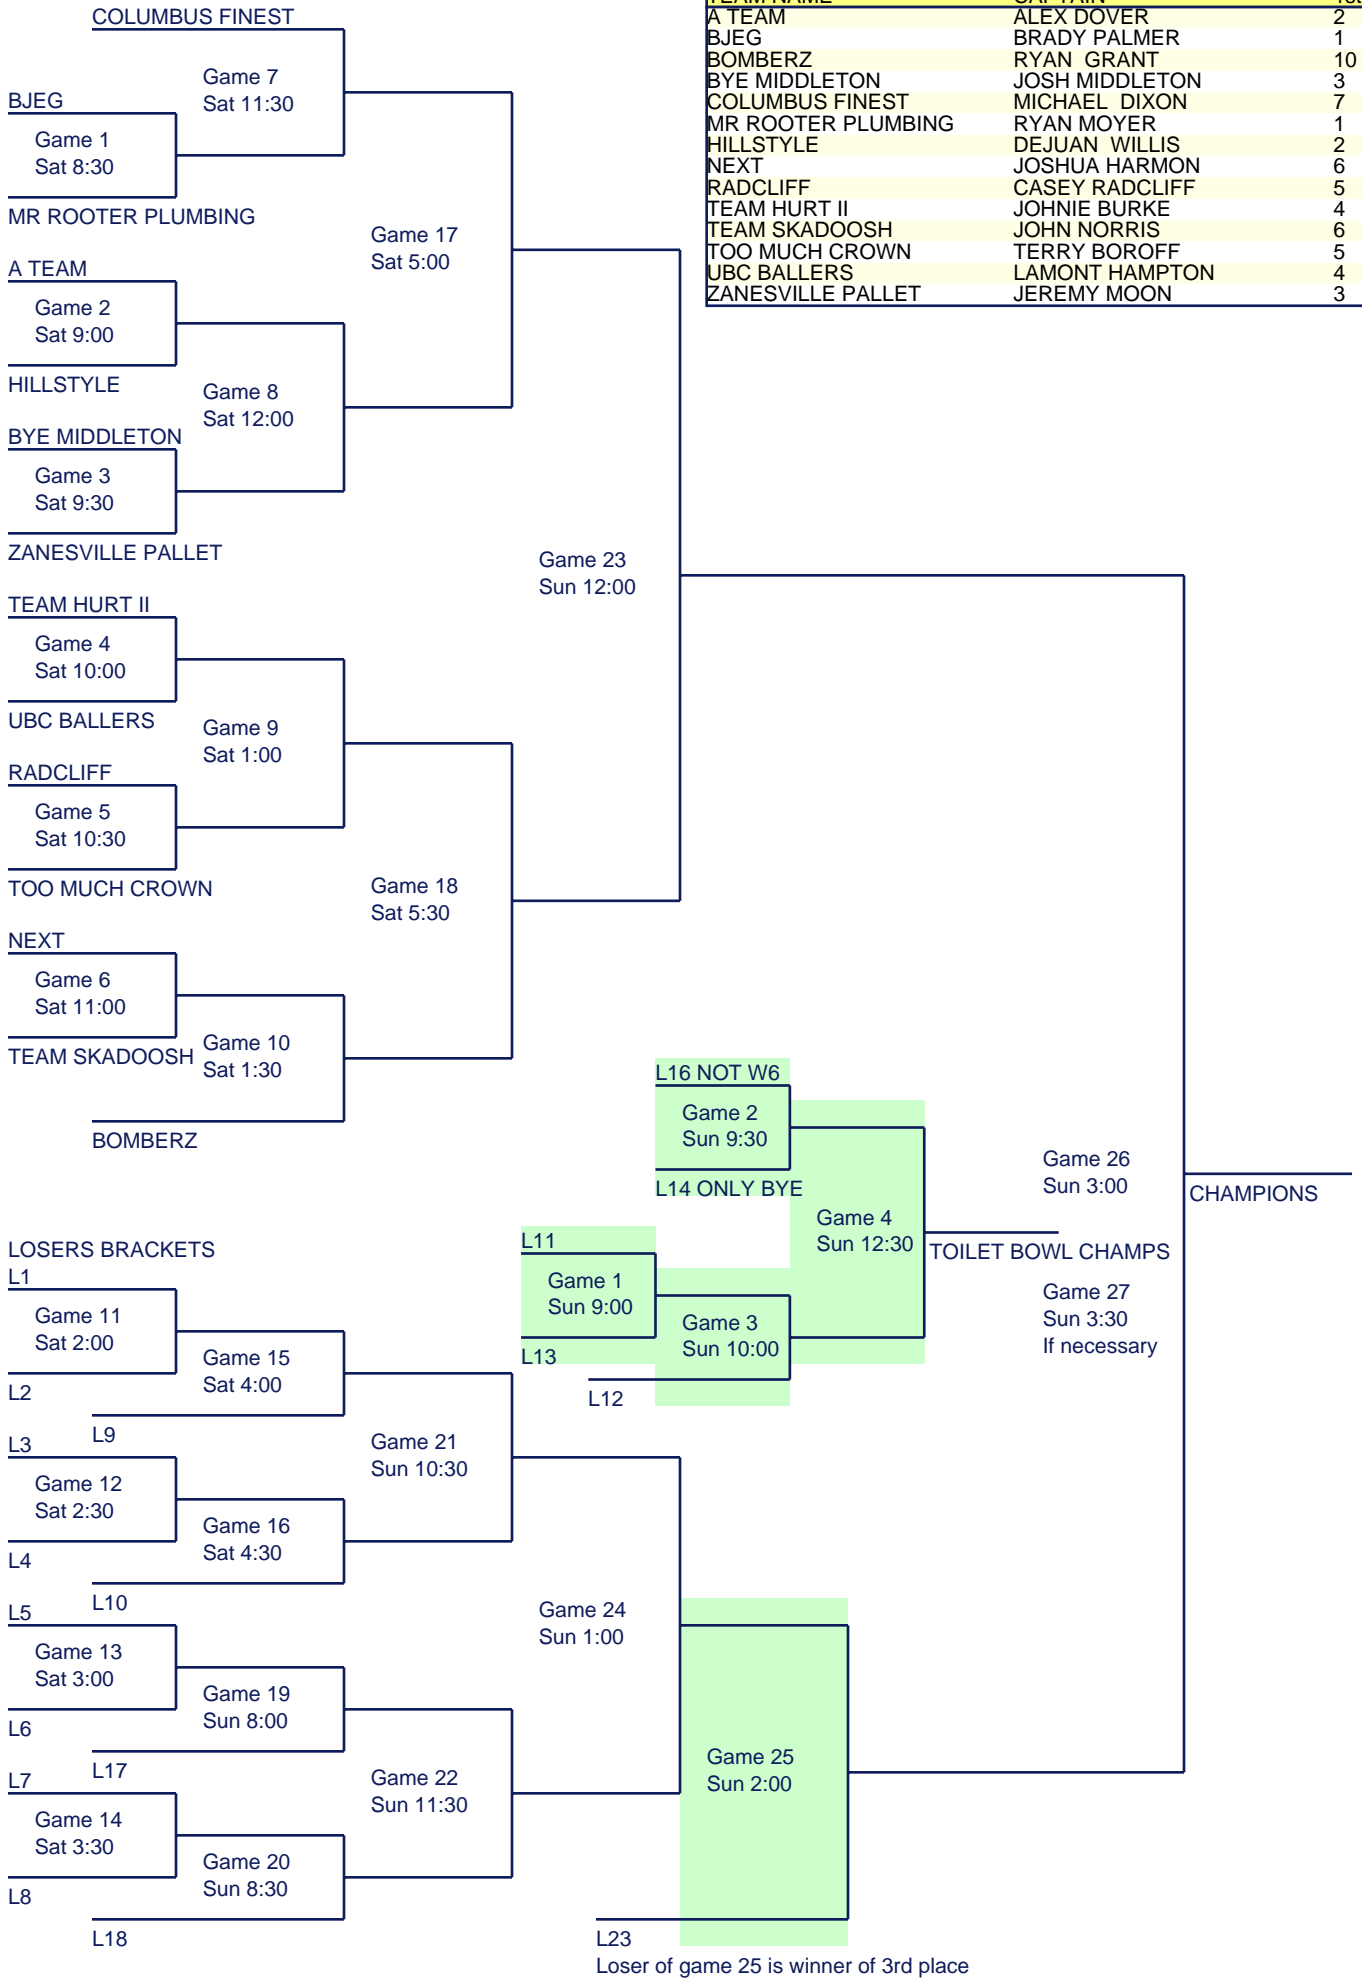 COLUMBUS FINEST
Game 7
Sat 11:30
BJEG
Game 1
Sat 8:30
MR ROOTER PLUMBING
Game 17
Sat 5:00
A TEAM
Game 2
Sat 9:00
HILLSTYLE
Game 8
Sat 12:00
BYE MIDDLETON
Game 3
Sat 9:30
ZANESVILLE PALLET
Game 23
Sun 12:00
TEAM HURT II
Game 4
Sat 10:00
UBC BALLERS
Game 9
Sat 1:00
RADCLIFF
Game 5
Sat 10:30
TOO MUCH CROWN
Game 18
Sat 5:30
NEXT
Game 6
Sat 11:00
TEAM SKADOOSH
Game 10
Sat 1:30
BOMBERZ
TEAM NAME CAPTAIN 1st
A TEAM ALEX DOVER 2
BJEG BRADY PALMER 1
BOMBERZ RYAN GRANT 10
BYE MIDDLETON JOSH MIDDLETON 3
COLUMBUS FINEST MICHAEL DIXON 7
MR ROOTER PLUMBING RYAN MOYER 1
HILLSTYLE DEJUAN WILLIS 2
NEXT JOSHUA HARMON 6
RADCLIFF CASEY RADCLIFF 5
TEAM HURT II JOHNIE BURKE 4
TEAM SKADOOSH JOHN NORRIS 6
TOO MUCH CROWN TERRY BOROFF 5
UBC BALLERS LAMONT HAMPTON 4
ZANESVILLE PALLET JEREMY MOON 3
L16 NOT W6
Game 2
Sun 9:30
L14 ONLY BYE
Game 4
Sun 12:30
L11
Game 1
Sun 9:00
L13
Game 3
Sun 10:00
L12
TOILET BOWL CHAMPS
Game 26
Sun 3:00
CHAMPIONS
Game 27
Sun 3:30
If necessary
LOSERS BRACKETS
L1
Game 11
Sat 2:00
L2
Game 15
Sat 4:00
L9
L3
Game 12
Sat 2:30
L4
Game 16
Sat 4:30
L10
Game 21
Sun 10:30
L5
Game 13
Sat 3:00
L6
Game 19
Sun 8:00
L17
L7
Game 14
Sat 3:30
L8
Game 20
Sun 8:30
L18
Game 22
Sun 11:30
Game 24
Sun 1:00
Game 25
Sun 2:00
L23
Loser of game 25 is winner of 3rd place